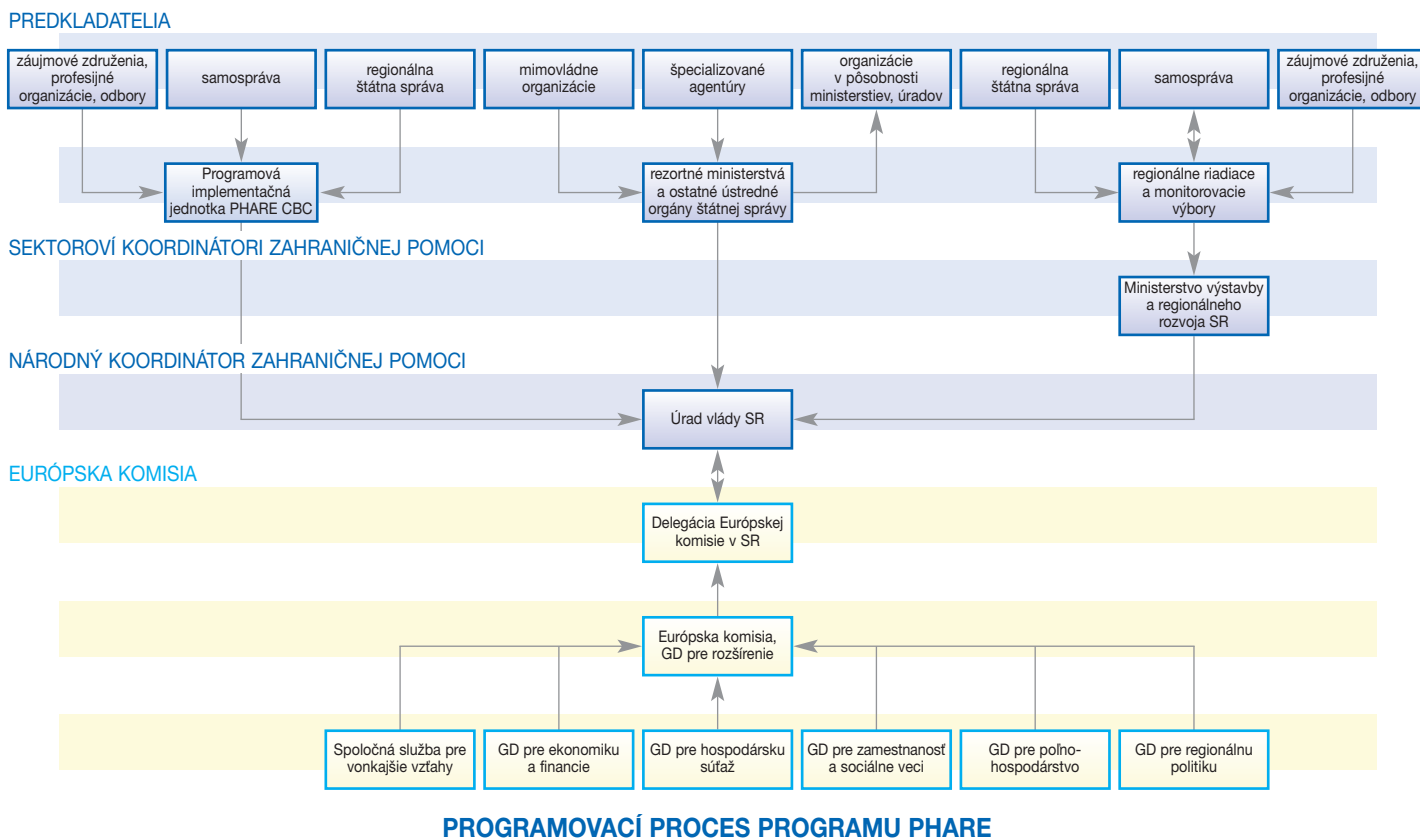 PREDKLADATELIA
záujmové združenia,
profesijné
organizácie, odbory
samospráva
regionálna
štátna správa
mimovládne
organizácie
špecializované
agentúry
organizácie
v pôsobnosti
ministerstiev, úradov
regionálna
štátna správa
samospráva
záujmové združenia,
profesijné
organizácie, odbory
Programová
implementačná
jednotka PHARE CBC
rezortné ministerstvá
a ostatné ústredné
orgány štátnej správy
regionálne riadiace
a monitorovacie
výbory
SEKTOROVÍ KOORDINÁTORI ZAHRANIČNEJ POMOCI
Ministerstvo výstavby
a regionálneho
rozvoja SR
NÁRODNÝ KOORDINÁTOR ZAHRANIČNEJ POMOCI
Úrad vlády SR
EURÓPSKA KOMISIA
Delegácia Európskej
komisie v SR
Európska komisia,
GD pre rozšírenie
Spoločná služba pre
vonkajšie vzťahy
GD pre ekonomiku
a financie
GD pre hospodársku
súťaž
GD pre zamestnanosť
a sociálne veci
GD pre poľno-
hospodárstvo
GD pre regionálnu
politiku
PROGRAMOVACÍ PROCES PROGRAMU PHARE